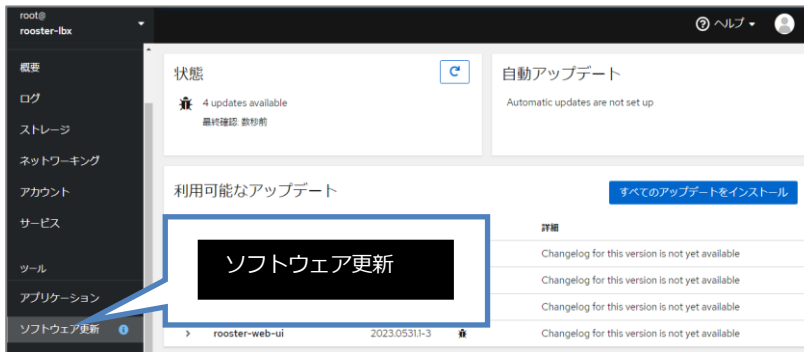 root@
rooster-lbx
ヘルプ
概要
ログ
ストレージ
ネットワーキング
アカウント
サービス
ツール
アプリケーション
ソフトウェア更新
状態
4 updates available
最終確認: 数秒前
自動アップデート
Automatic updates are not set up
利用可能なアップデート
すべてのアップデートをインストール
詳細
Changelog for this version is not yet available
Changelog for this version is not yet available
Changelog for this version is not yet available
rooster-web-ui 2023.0531.1-3 Changelog for this version is not yet available
ソフトウェア更新